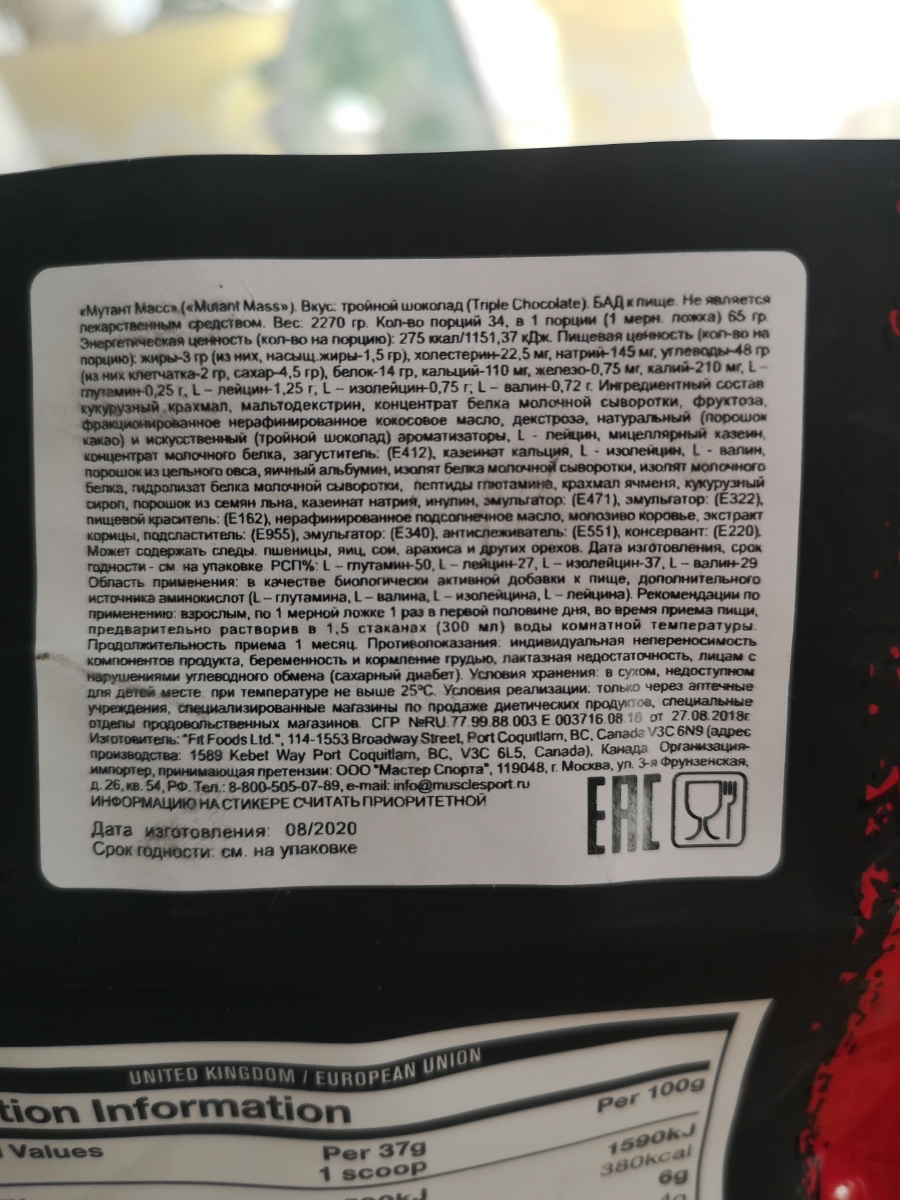 «Мутант Масс» («Mutant Mass»). Вкус: тройной шоколад (Triple Chocolate). БАД к пище. Не является
лекарственным средством. Вес: 2270 гр. Кол-во порций 34, в 1 порции (1 мерн. ложка) 65 гр.
Энергетическая ценность (кол-во на порцию): 275 ккал/1151,37 кДж. Пищевая ценность (кол-во на
порцию): жиры-3 гр (из них, насыщ.жиры-1,5 гр), холестерин-22,5 мг, натрий-145 мг, углеводы-48 гр
(из них клетчатка-2 гр, сахар-4,5 гр), белок-14 гр, кальций-110 мг, железо-0,75 мг, калий-210 мг, L –
глутамин-0,25 г, L – лейцин-1,25 г; L – изолейцин-0,75 г; L – валин-0,72 г. Ингредиентный состав
кукурузный крахмал, мальтодекстрин, концентрат белка молочной сыворотки, фруктоза,
фракционированное нерафинированное кокосовое масло, декстроза, натуральный (порошок
какао) и искусственный (тройной шоколад) ароматизаторы, L - лейцин, мицеллярный казеин,
концентрат молочного белка, загуститель: (Е412), казеинат кальция, L - изолейцин, L - валин,
порошок из цельного овса, яичный альбумин, изолят белка молочной сыворотки, изолят молочного
белка, гидролизат белка молочной сыворотки, пептиды глютамина, крахмал ячменя, кукурузный
сироп, порошок из семян льна, казеинат натрия, инулин, эмульгатор: (Е471), эмульгатор: (Е322),
пищевой краситель: (Е162), нерафинированное подсолнечное масло, молозиво коровье, экстракт
корицы, подсластитель: (Е955), эмульгатор: (Е340), антислеживатель: (Е551), консервант: (Е220).
Может содержать следы. пшеницы, яиц, сои, арахиса и других орехов. Дата изготовления, срок
годности - см. на упаковке РСП%: L – глутамин-50, L – лейцин-27, L – изолейцин-37, L – валин-29
Область применения: в качестве биологически активной добавки к пище, дополнительного
источника аминокислот (L – глутамина, L – валина, L – изолейцина, L – лейцина). Рекомендации по
применению: взрослым, по 1 мерной ложке 1 раз в первой половине дня, во время приема пищи,
предварительно растворив в 1,5 стаканах (300 мл) воды комнатной температуры.
Продолжительность приема 1 месяц. Противопоказания: индивидуальная непереносимость
компонентов продукта, беременность и кормление грудью, лактазная недостаточность, лицам с
нарушениями углеводного обмена (сахарный диабет). Условия хранения: в сухом, недоступном
для детей месте при температуре не выше 25°С. Условия реализации: только через аптечные
учреждения, специализированные магазины по продаже диетических продуктов, специальные
отделы продовольственных магазинов. СГР №RU.77.99.88.003.E.003716.08.18 от 27.08.2018г.
Изготовитель: "Fit Foods Ltd.", 114-1553 Broadway Street, Port Coquitlam, BC, Canada V3C 6N9 (адрес
производства: 1589 Kebet Way Port Coquitlam, BC, V3C 6L5, Canada), Канада. Организация-
импортер, принимающая претензии: ООО "Мастер Спорта", 119048, г. Москва, ул. 3-я Фрунзенская,
д. 26, кв. 54, РФ. Тел.: 8-800-505-07-89, e-mail: info@musclesport.ru
ИНФОРМАЦИЮ НА СТИКЕРЕ СЧИТАТЬ ПРИОРИТЕТНОЙ
Дата изготовления: 08/2020
Срок годности: см. на упаковке
EAC
UNITED KINGDOM / EUROPEAN UNION
tion Information
Values
Per 37g
1 scoop
Per 100g
1590kJ
380kcal
6g